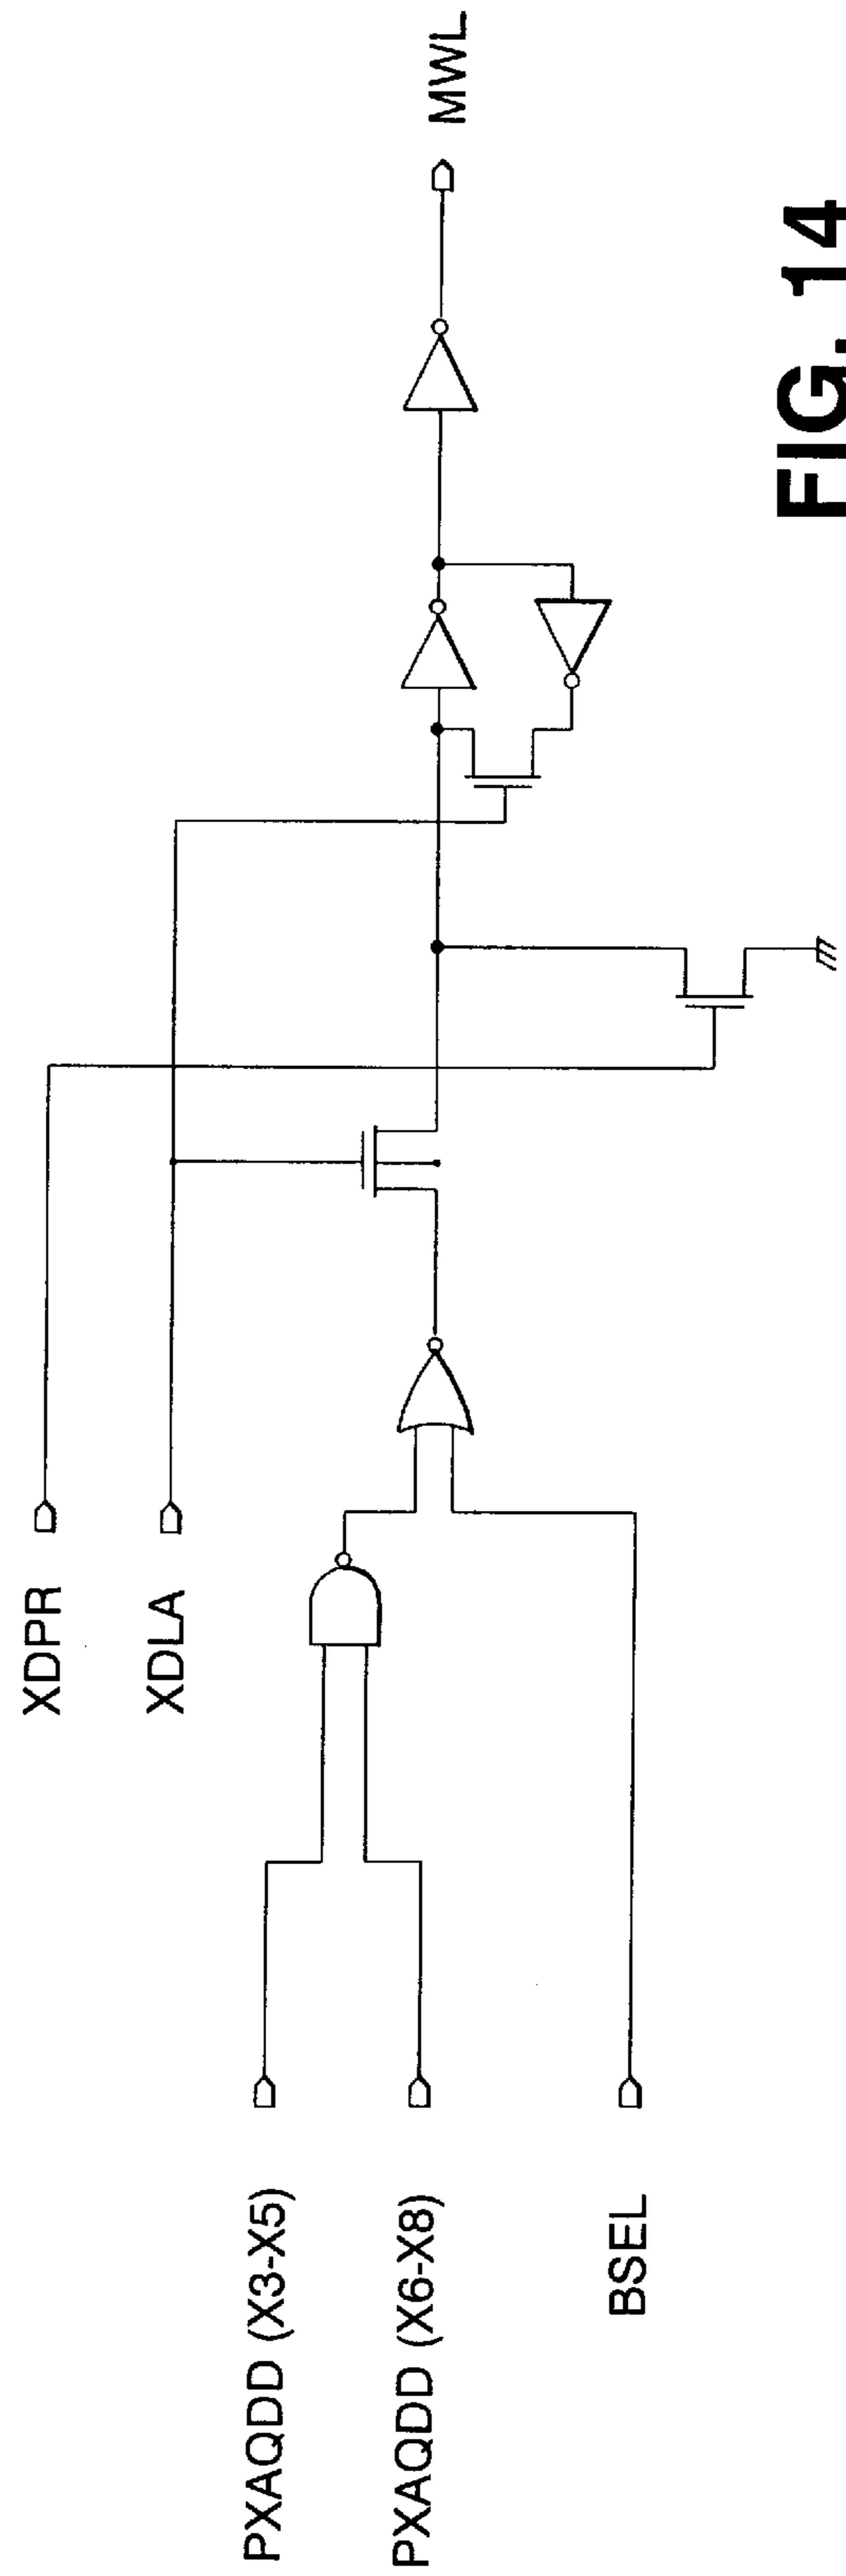 XDPR
XDLA
PXAQDD (X3-X5)
PXAQDD (X6-X8)
BSEL
MWL
FIG. 14